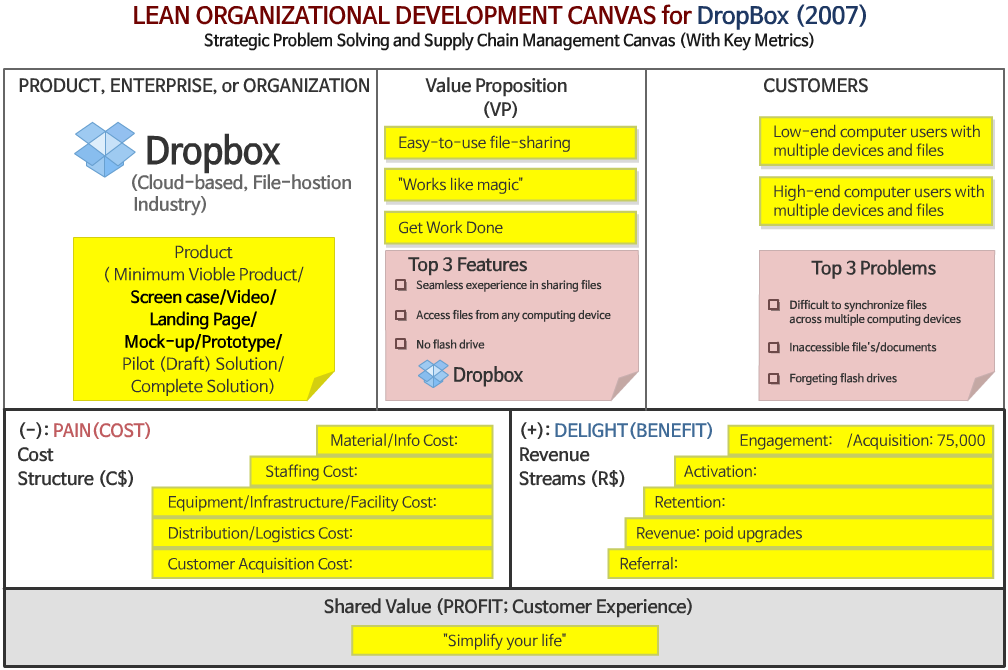 LEAN ORGANIZATIONAL DEVELOPMENT CANVAS for DropBox (2007)
Strategic Problem Solving and Supply Chain Management Canvas (With Key Metrics)
PRODUCT, ENTERPRISE, or ORGANIZATION
Dropbox
(Cloud-based, File-hostion
Industry)
Product
( Minimum Vioble Product/
Screen case/Video/
Landing Page/
Mock-up/Prototype/
Pilot (Draft) Solution/
Complete Solution)
Value Proposition
(VP)
Easy-to-use file-sharing
"Works like magic"
Get Work Done
Top 3 Features
Seamless exeperience in sharing files
Access files from any computing device
No flash drive
Dropbox
CUSTOMERS
Low-end computer users with
multiple devices and files
High-end computer users with
multiple devices and files
Top 3 Problems
Difficult to synchronize files
across multiple computing devices
Inaccessible file's/documents
Forgeting flash drives
(-): PAIN(COST)
Cost
Structure (C$)
Material/Info Cost:
Staffing Cost:
Equipment/Infrastructure/Facility Cost:
Distribution/Logistics Cost:
Customer Acquisition Cost:
(+): DELIGHT(BENEFIT)
Revenue
Streams (R$)
Engagement: /Acquisition: 75,000
Activation:
Retention:
Revenue: poid upgrades
Referral:
Shared Value (PROFIT; Customer Experience)
"Simplify your life"